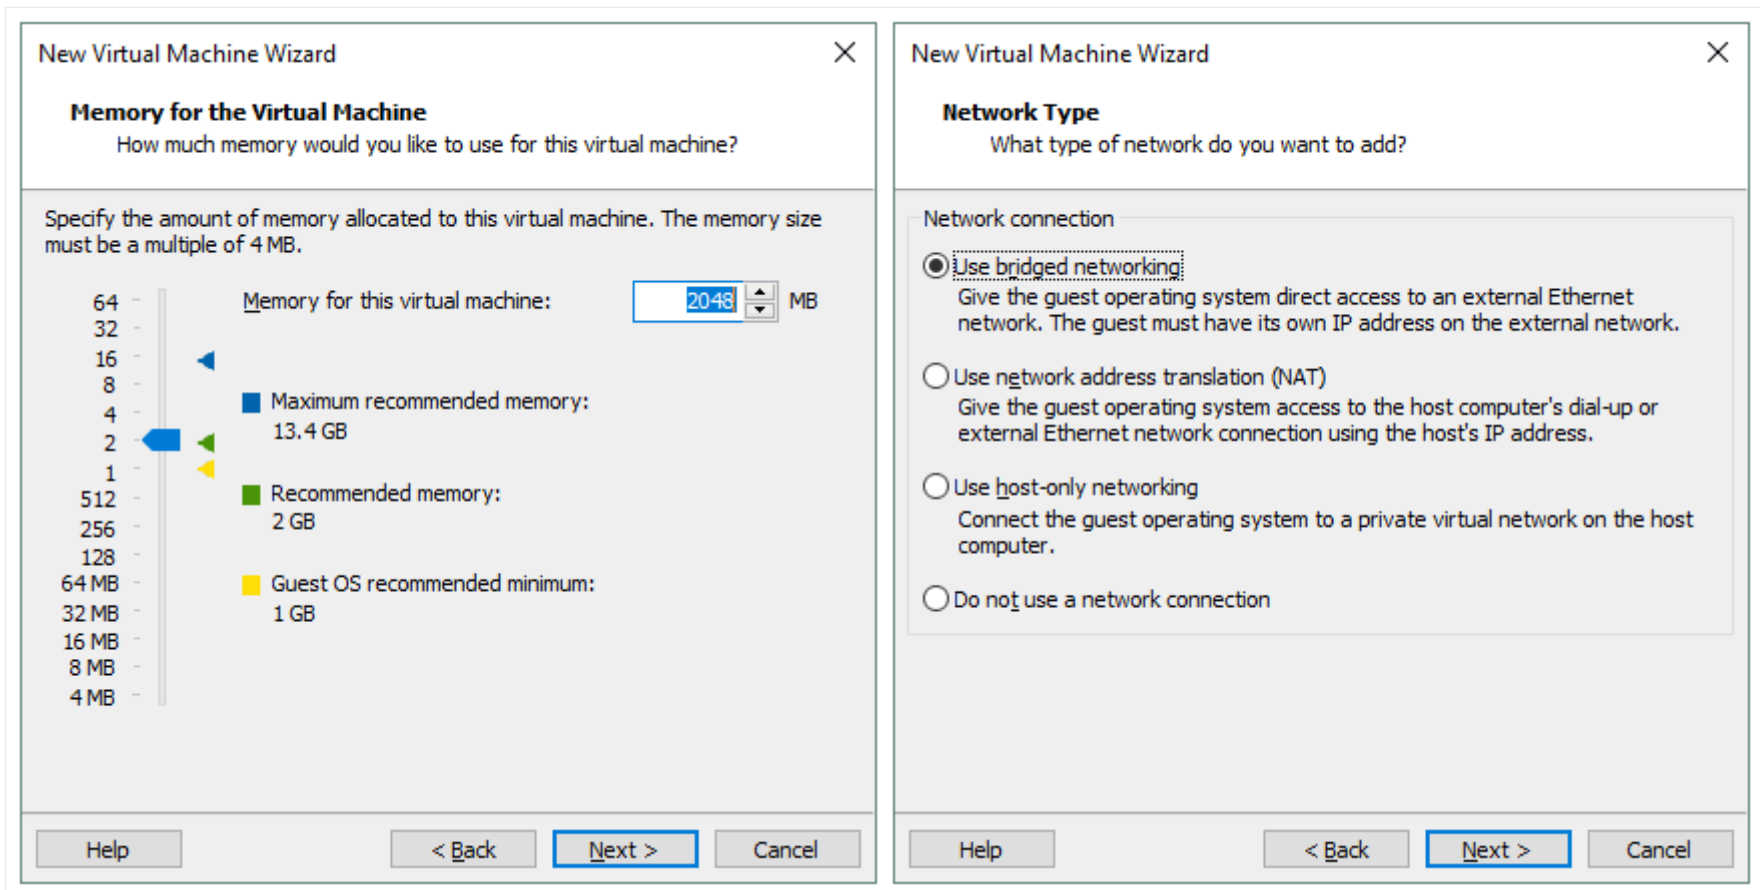 New Virtual Machine Wizard
Memory for the Virtual Machine
How much memory would you like to use for this virtual machine?
Specify the amount of memory allocated to this virtual machine. The memory size
must be a multiple of 4 MB.
64
32
16
8
4
2
1
512
256
128
64 MB
32 MB
16 MB
8 MB
4 MB
Memory for this virtual machine: 2048 MB
Maximum recommended memory:
13.4 GB
Recommended memory:
2 GB
Guest OS recommended minimum:
1 GB
Help < Back Next > Cancel
New Virtual Machine Wizard
Network Type
What type of network do you want to add?
Network connection
Use bridged networking
Give the guest operating system direct access to an external Ethernet
network. The guest must have its own IP address on the external network.
Use network address translation (NAT)
Give the guest operating system access to the host computer's dial-up or
external Ethernet network connection using the host's IP address.
Use host-only networking
Connect the guest operating system to a private virtual network on the host
computer.
Do not use a network connection
Help < Back Next > Cancel